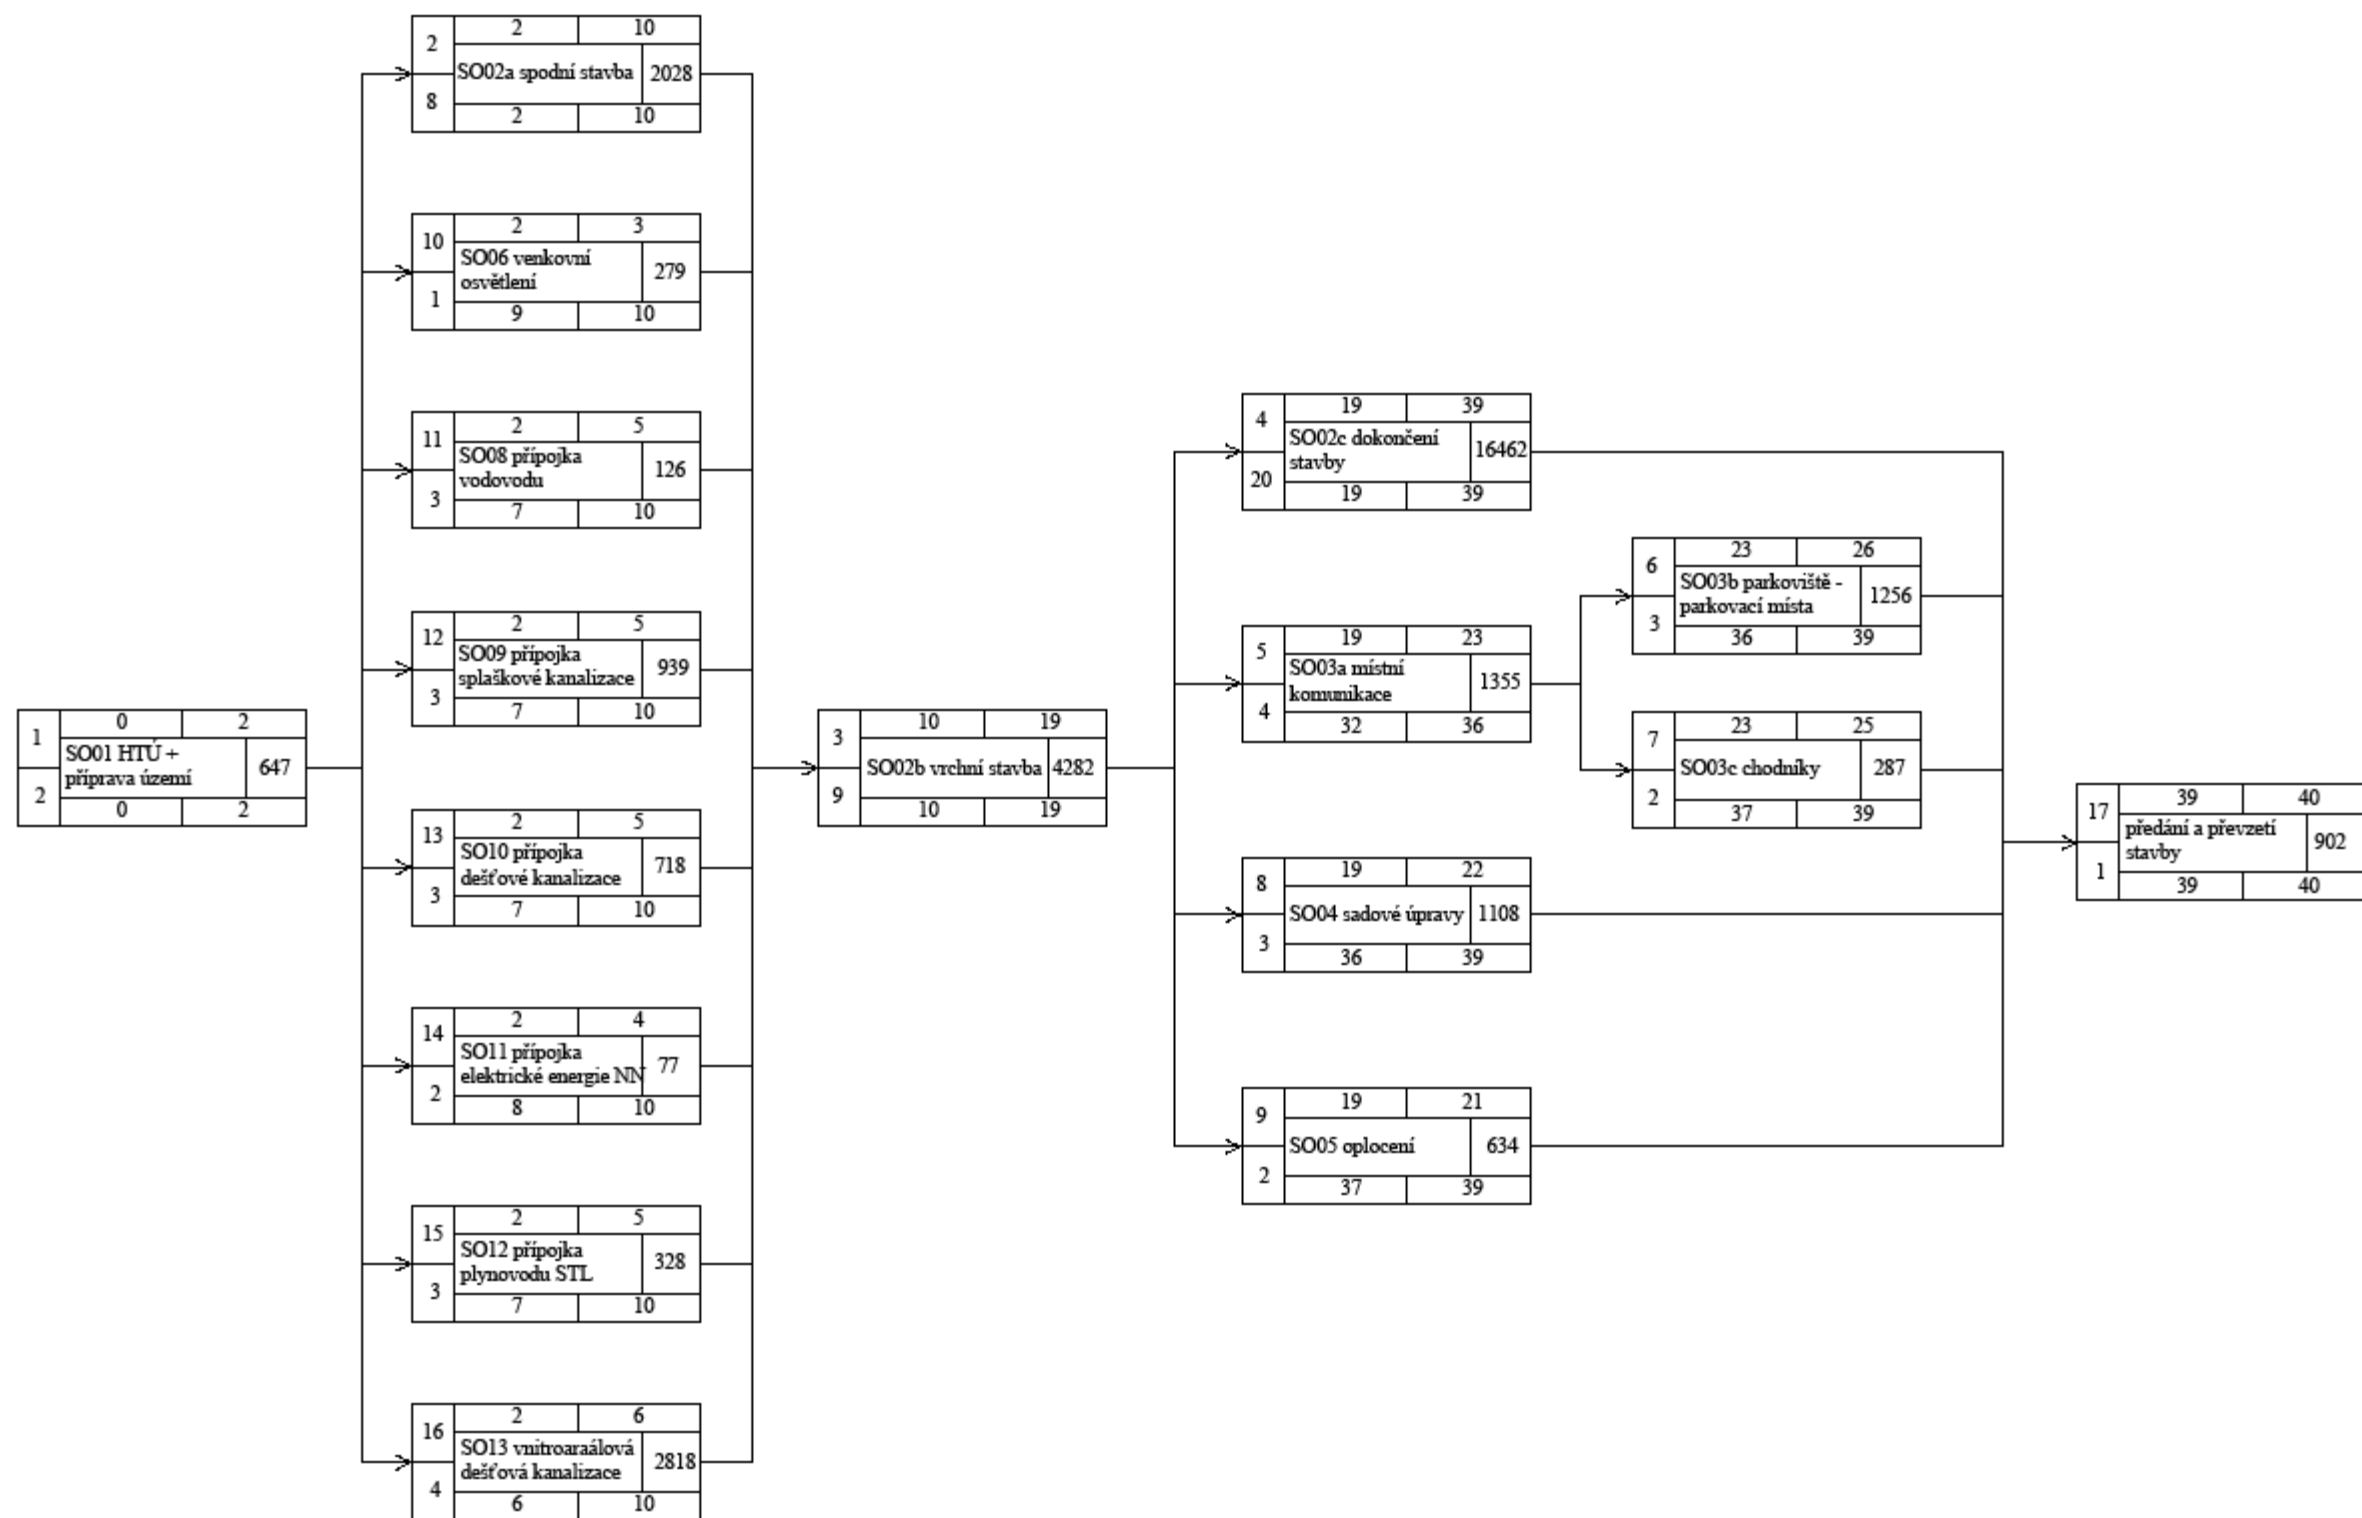 2 10
2
SO02a spodní stavba 2028
8
2 10
2 3
10
SO06 venkovní
osvětlení
279
1
9 10
2 5
11
SO08 přípojka
vodovodu
126
3
7 10
2 5
12
SO09 přípojka
splaškové kanalizace
939
3
7 10
0 2
1
SO01 HTÚ +
příprava území
647
2
0 2
2 5
13
SO10 přípojka
dešťové kanalizace
718
3
7 10
2 4
14
SO11 přípojka
elektrické energie NN
77
2
8 10
2 5
15
SO12 přípojka
plynovodu STL
328
3
7 10
2 6
16
SO13 vnitroaraálová
dešťová kanalizace
2818
4
6 10
10 19
3
SO02b vrchní stavba 4282
9
10 19
19 39
4
SO02c dokončení
stavby
16462
20
19 39
19 23
5
SO03a místní
komunikace
1355
4
32 36
23 26
6
SO03b parkoviště -
parkovací místa
1256
3
36 39
23 25
7
SO03c chodníky 287
2
37 39
19 22
8
SO04 sadové úpravy 1108
3
36 39
19 21
9
SO05 oplocení 634
2
37 39
39 40
17
předání a převzetí
stavby
902
1
39 40